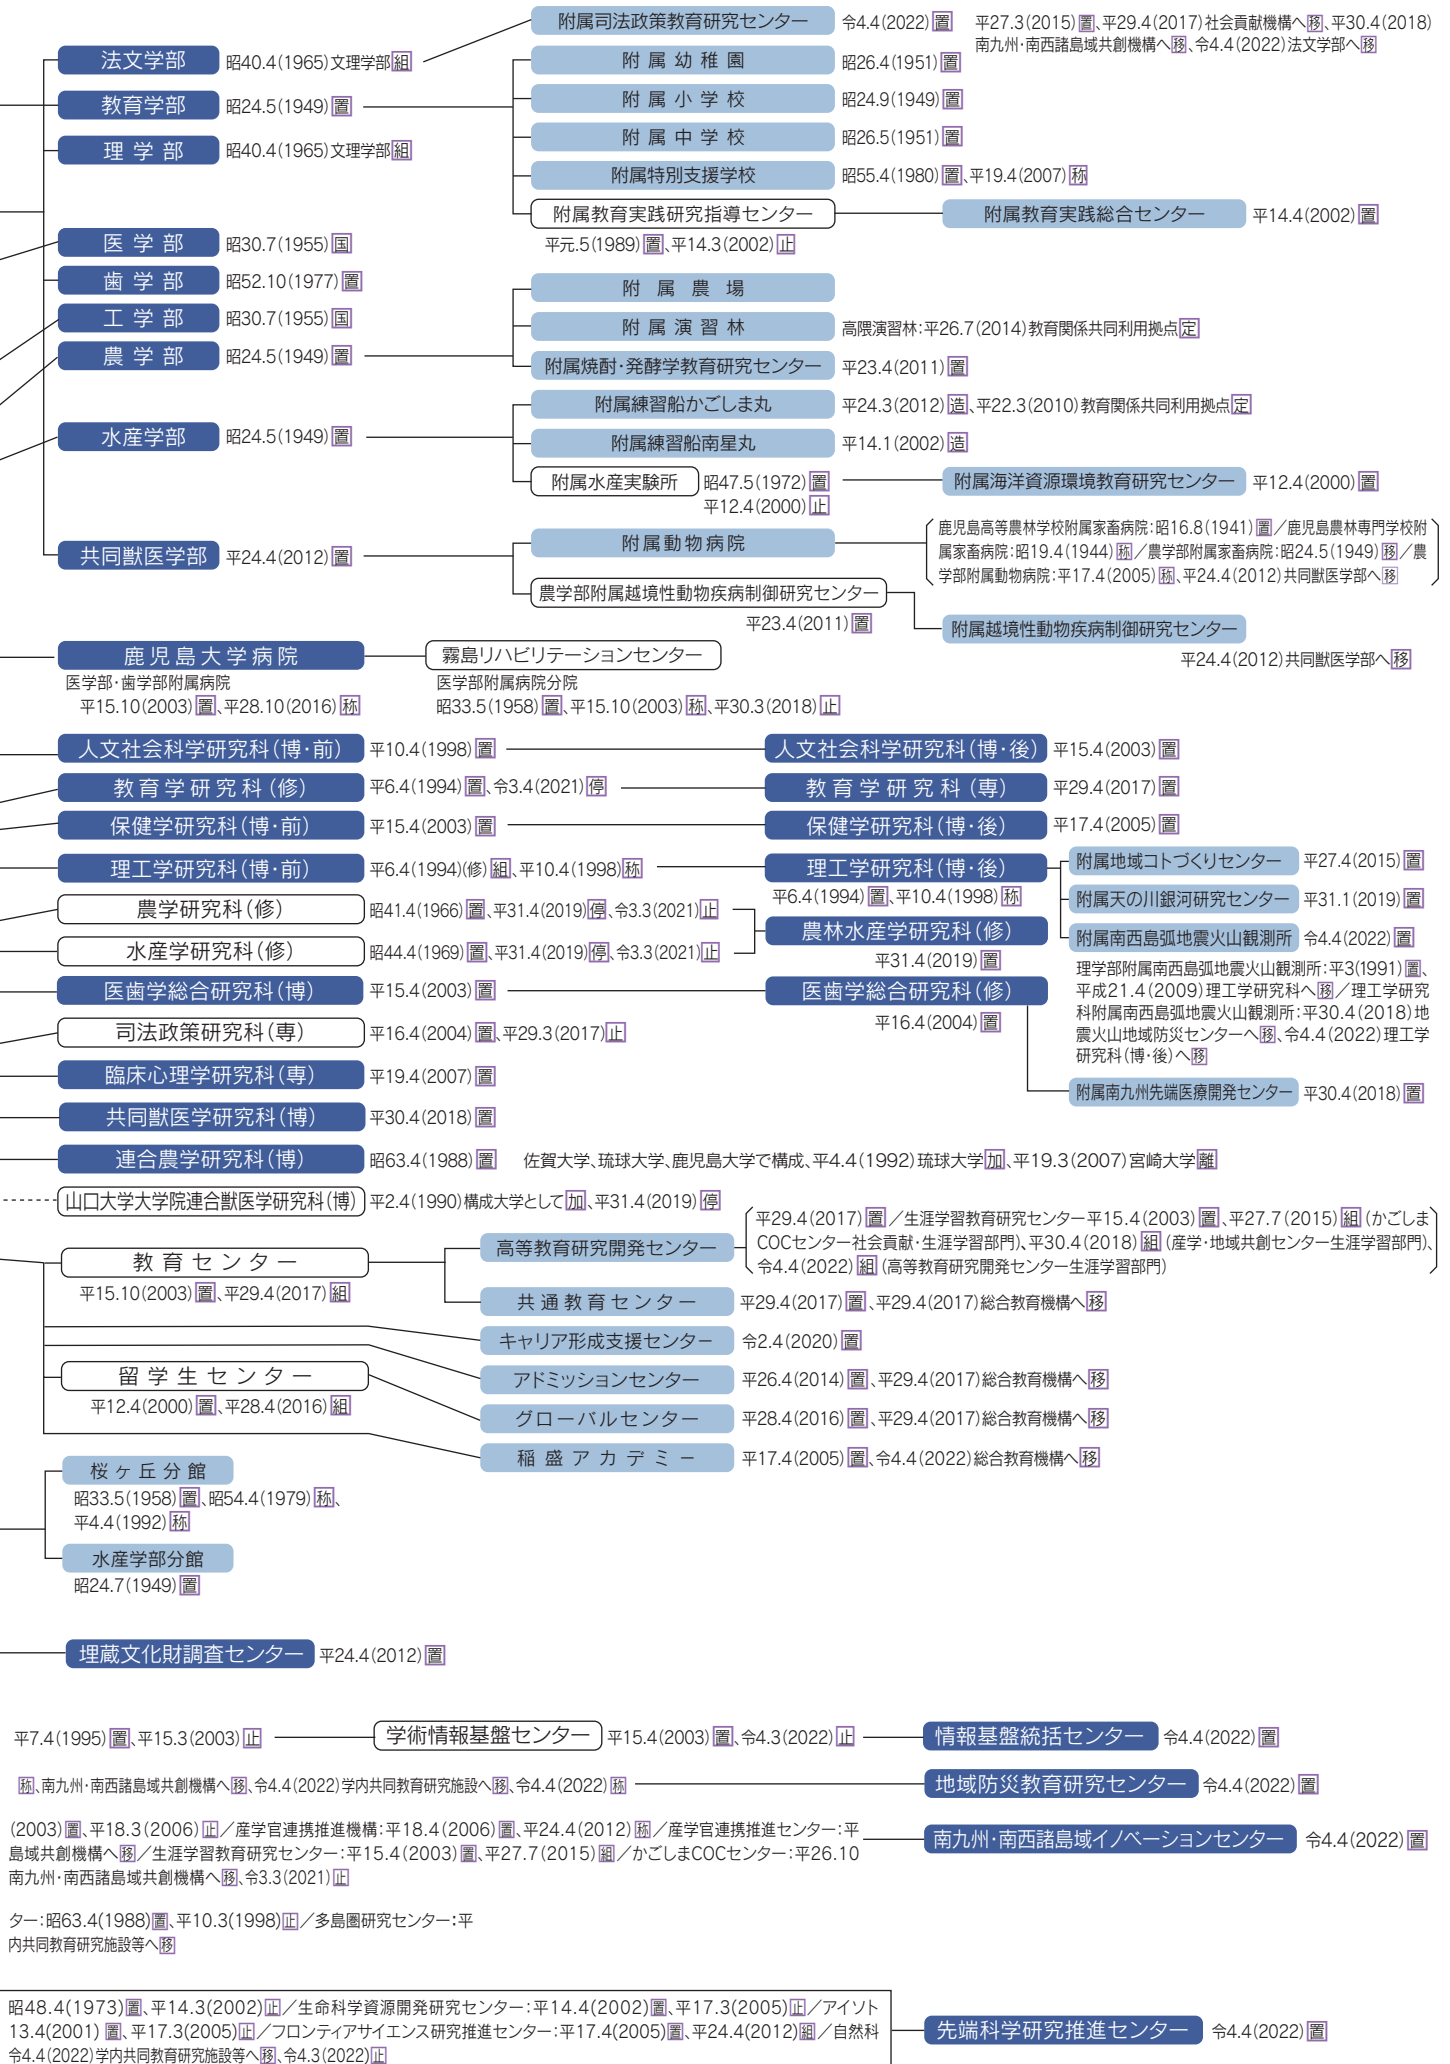 附属司法政策教育研究センター 令4.4(2022)置 平27.3(2015)置、平29.4(2017)社会貢献機構へ移、平30.4(2018)
南九州・南西諸島域共創機構へ移、令4.4(2022)法文学部へ移
法文学部 昭40.4(1965)文理学部組
附属幼稚園 昭26.4(1951)置
教育学部 昭24.5(1949)置
附属小学校 昭24.9(1949)置
附属中学校 昭26.5(1951)置
理学部 昭40.4(1965)文理学部組
附属特別支援学校 昭55.4(1980)置、平19.4(2007)称
附属教育実践研究指導センター 附属教育実践総合センター 平14.4(2002)置
平元.5(1989)置、平14.3(2002)止
医学部 昭30.7(1955)国
歯学部 昭52.10(1977)置
附属農場
工学部 昭30.7(1955)国
附属演習林 高隈演習林:平26.7(2014)教育関係共同利用拠点定
農学部 昭24.5(1949)置
附属焼酎・発酵学教育研究センター 平23.4(2011)置
附属練習船かごしま丸 平24.3(2012)造、平22.3(2010)教育関係共同利用拠点定
水産学部 昭24.5(1949)置
附属練習船南星丸 平14.1(2002)造
附属水産実験所 昭47.5(1972)置 附属海洋資源環境教育研究センター 平12.4(2000)置
平12.4(2000)止
共同獣医学部 平24.4(2012)置
附属動物病院
鹿児島高等農林学校附属家畜病院:昭16.8(1941)置／鹿児島農林専門学校附
属家畜病院:昭19.4(1944)称／農学部附属家畜病院:昭24.5(1949)移／農
学部附属動物病院:平17.4(2005)称、平24.4(2012)共同獣医学部へ移
農学部附属越境性動物疾病制御研究センター
平23.4(2011)置
附属越境性動物疾病制御研究センター
平24.4(2012)共同獣医学部へ移
鹿児島大学病院 霧島リハビリテーションセンター
医学部・歯学部附属病院 医学部附属病院分院
平15.10(2003)置、平28.10(2016)称 昭33.5(1958)置、平15.10(2003)称、平30.3(2018)止
人文社会科学研究科(博・前) 平10.4(1998)置 人文社会科学研究科(博・後) 平15.4(2003)置
教育学研究科(修) 平6.4(1994)置、令3.4(2021)停 教育学研究科(専) 平29.4(2017)置
保健学研究科(博・前) 平15.4(2003)置 保健学研究科(博・後) 平17.4(2005)置
理工学研究科(博・前) 平6.4(1994)(修)組、平10.4(1998)称 理工学研究科(博・後)
平6.4(1994)置、平10.4(1998)称
附属地域コトづくりセンター 平27.4(2015)置
附属天の川銀河研究センター 平31.1(2019)置
附属南西島弧地震火山観測所 令4.4(2022)置
理学部附属南西島弧地震火山観測所:平3(1991)置、
平成21.4(2009)理工学研究科へ移／理工学研究
科附属南西島弧地震火山観測所:平30.4(2018)地
震火山地域防災センターへ移、令4.4(2022)理工学
研究科(博・後)へ移
農学研究科(修) 昭41.4(1966)置、平31.4(2019)停、令3.3(2021)止
農林水産学研究科(修)
平31.4(2019)置
水産学研究科(修) 昭44.4(1969)置、平31.4(2019)停、令3.3(2021)止
医歯学総合研究科(博) 平15.4(2003)置 医歯学総合研究科(修)
平16.4(2004)置
司法政策研究科(専) 平16.4(2004)置、平29.3(2017)止
臨床心理学研究科(専) 平19.4(2007)置
附属南九州先端医療開発センター 平30.4(2018)置
共同獣医学研究科(博) 平30.4(2018)置
連合農学研究科(博) 昭63.4(1988)置 佐賀大学、琉球大学、鹿児島大学で構成、平4.4(1992)琉球大学加、平19.3(2007)宮崎大学離
山口大学大学院連合獣医学研究科(博) 平2.4(1990)構成大学として加、平31.4(2019)停
教育センター
平15.10(2003)置、平29.4(2017)組
高等教育研究開発センター
平29.4(2017)置／生涯学習教育研究センター平15.4(2003)置、平27.7(2015)組(かごしま
COCセンター社会貢献・生涯学習部門)、平30.4(2018)組(産学・地域共創センター生涯学習部門)、
令4.4(2022)組(高等教育研究開発センター生涯学習部門)
共通教育センター 平29.4(2017)置、平29.4(2017)総合教育機構へ移
キャリア形成支援センター 令2.4(2020)置
留学生センター
平12.4(2000)置、平28.4(2016)組
アドミッションセンター 平26.4(2014)置、平29.4(2017)総合教育機構へ移
グローバルセンター 平28.4(2016)置、平29.4(2017)総合教育機構へ移
稲盛アカデミー 平17.4(2005)置、令4.4(2022)総合教育機構へ移
桜ヶ丘分館
昭33.5(1958)置、昭54.4(1979)称、
平4.4(1992)称
水産学部分館
昭24.7(1949)置
埋蔵文化財調査センター 平24.4(2012)置
平7.4(1995)置、平15.3(2003)止 学術情報基盤センター 平15.4(2003)置、令4.3(2022)止 情報基盤統括センター 令4.4(2022)置
称、南九州・南西諸島域共創機構へ移、令4.4(2022)学内共同教育研究施設へ移、令4.4(2022)称 地域防災教育研究センター 令4.4(2022)置
(2003)置、平18.3(2006)止／産学官連携推進機構:平18.4(2006)置、平24.4(2012)称／産学官連携推進センター:平
島域共創機構へ移／生涯学習教育研究センター:平15.4(2003)置、平27.7(2015)組／かごしまCOCセンター:平26.10
南九州・南西諸島域共創機構へ移、令3.3(2021)止
南九州・南西諸島域イノベーションセンター 令4.4(2022)置
ター:昭63.4(1988)置、平10.3(1998)止／多島圏研究センター:平
内共同教育研究施設等へ移
昭48.4(1973)置、平14.3(2002)止／生命科学資源開発研究センター:平14.4(2002)置、平17.3(2005)止／アイソト
13.4(2001)置、平17.3(2005)止／フロンティアサイエンス研究推進センター:平17.4(2005)置、平24.4(2012)組／自然科
令4.4(2022)学内共同教育研究施設等へ移、令4.3(2022)止
先端科学研究推進センター 令4.4(2022)置